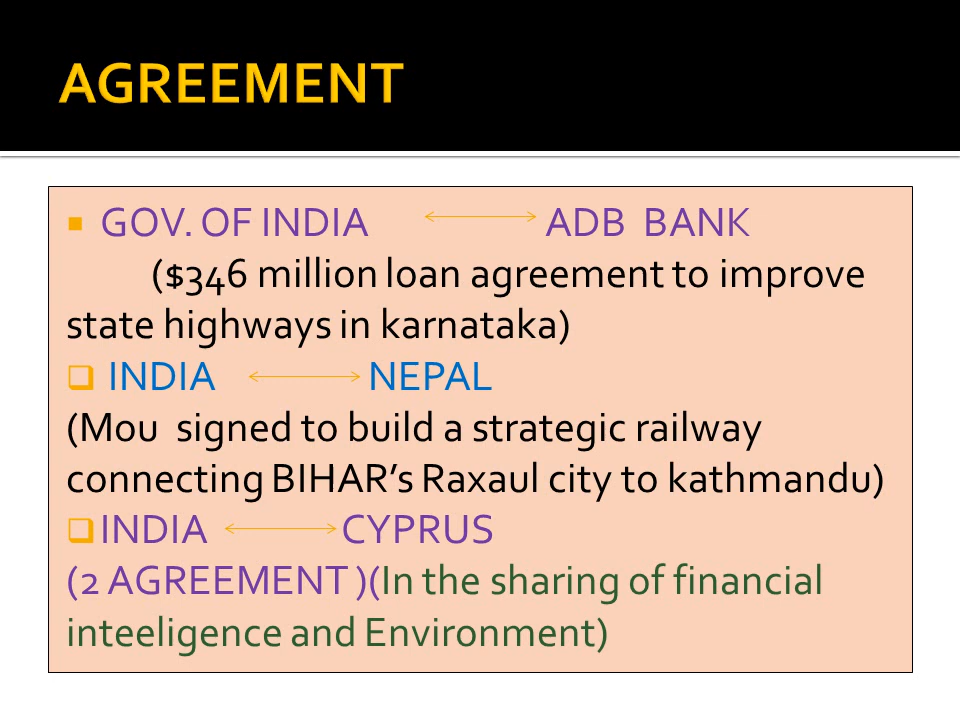 AGREEMENT
GOV. OF INDIA ADB BANK
($346 million loan agreement to improve
state highways in karnataka)
INDIA NEPAL
(Mou signed to build a strategic railway
connecting BIHAR’s Raxaul city to kathmandu)
INDIA CYPRUS
(2 AGREEMENT )(In the sharing of financial
inteeligence and Environment)